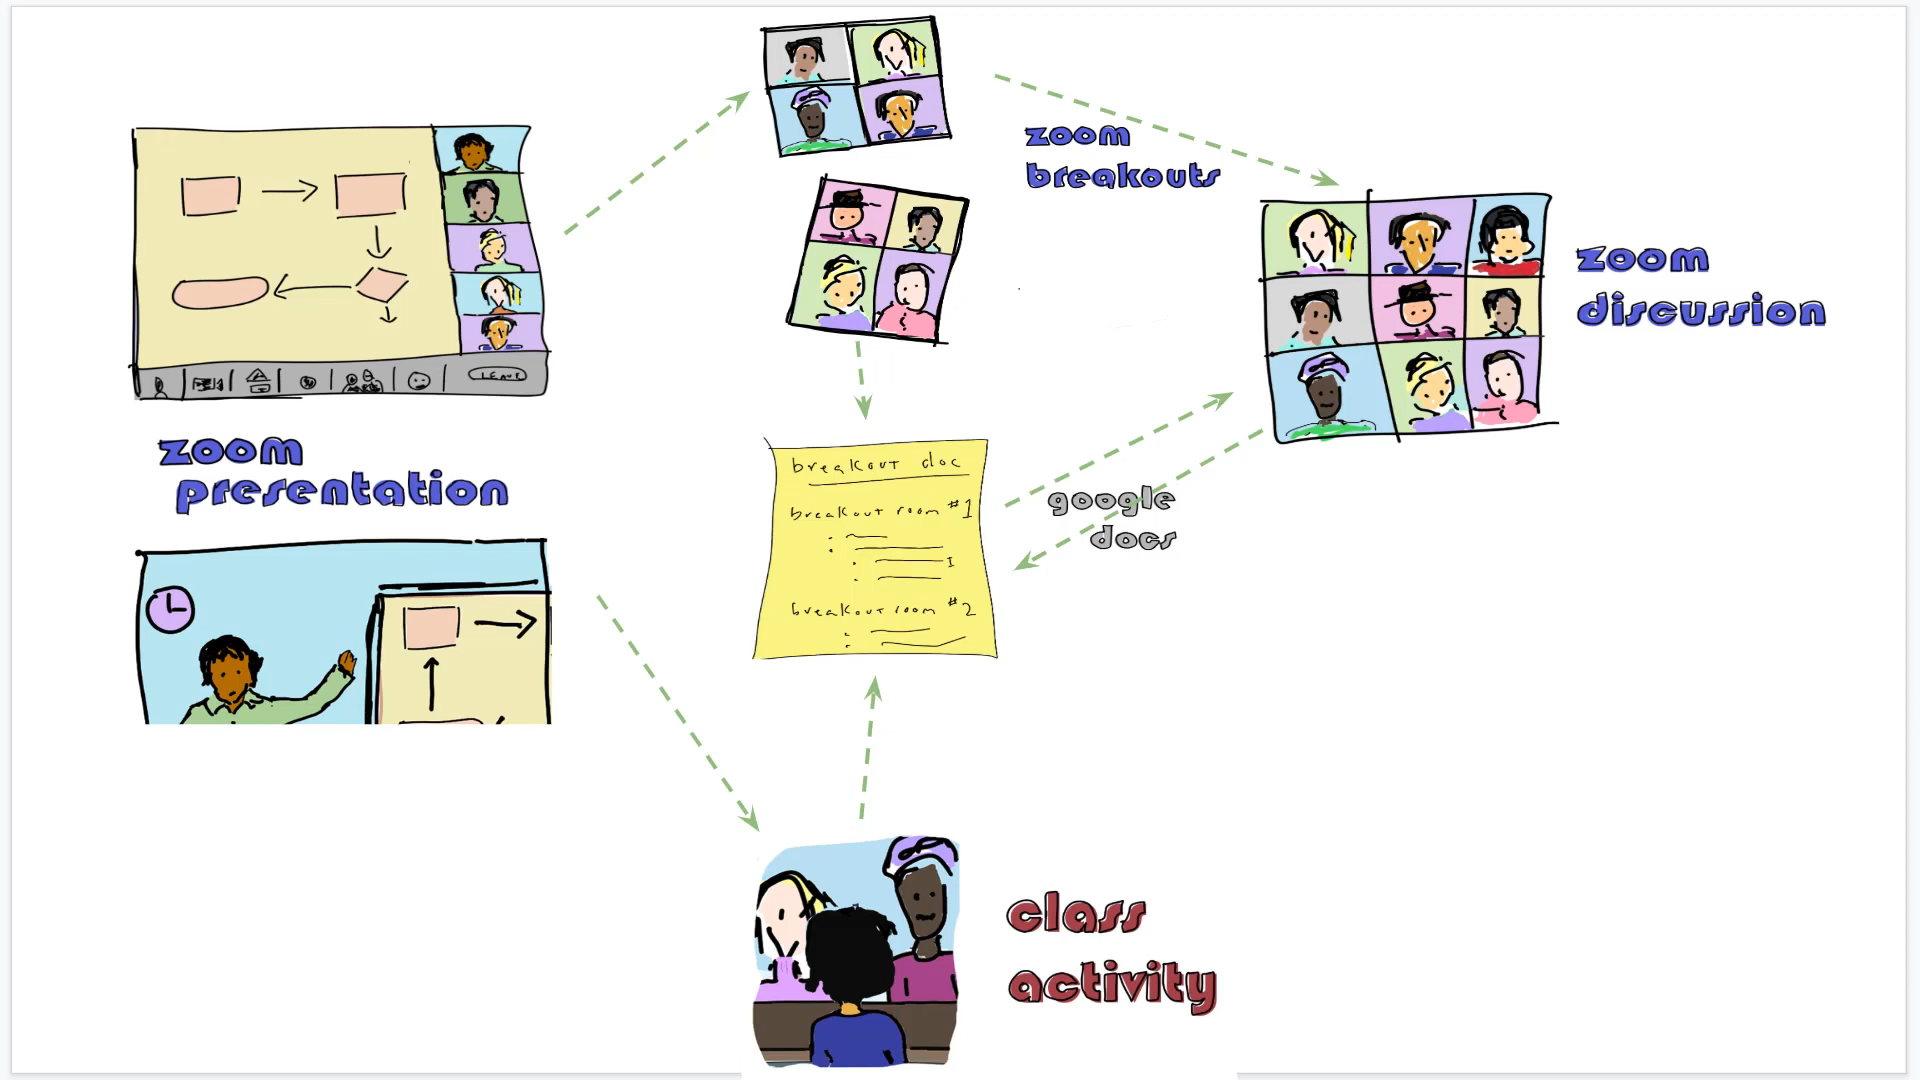 zoom
breakouts
zoom
discussion
LEAVE
zoom
presentation
breakout doc
breakout room #1
breakout room #2
google
docs
class
activity